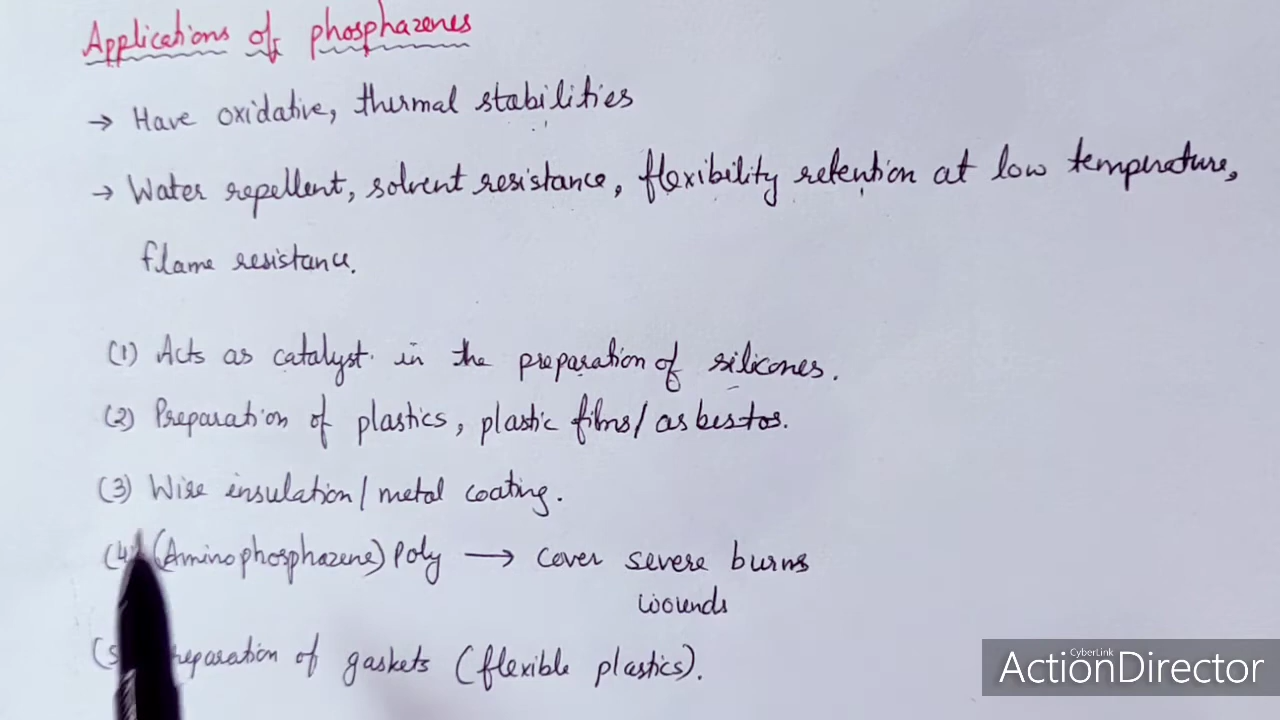 Applications of phosphazenes
→ Have oxidative, thermal stabilities
→ Water repellent, solvent resistance, flexibility retention at low temperature,
flame resistance.
(1) Acts as catalyst in the preparation of silicones.
(2) Preparation of plastics, plastic films/asbestos.
(3) Wire insulation/metal coating.
(4) (Aminophosphazene) Poly → cover severe burns
wounds
(5 reparation of gaskets (flexible plastics).
CyberLink
ActionDirector